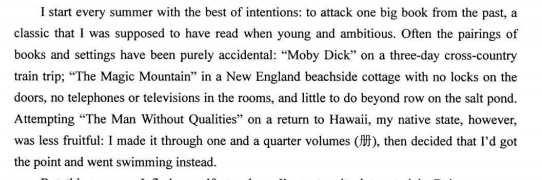 I start every summer with the best of intentions: to attack one big book from the past, a
classic that I was supposed to have read when young and ambitious. Often the pairings of
books and settings have been purely accidental: “Moby Dick” on a three-day cross-country
train trip; “The Magic Mountain” in a New England beachside cottage with no locks on the
doors, no telephones or televisions in the rooms, and little to do beyond row on the salt pond.
Attempting “The Man Without Qualities” on a return to Hawaii, my native state, however,
was less fruitful: I made it through one and a quarter volumes (册), then decided that I’d got
the point and went swimming instead.